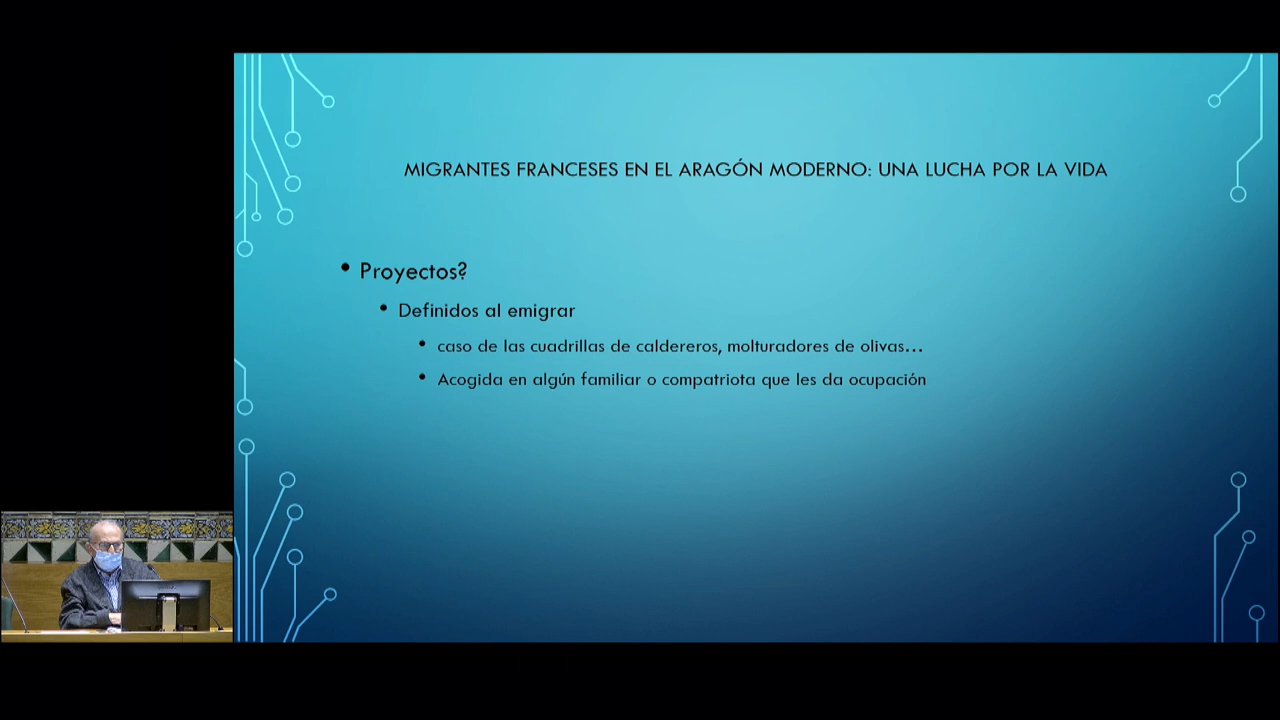 MIGRANTES FRANCESES EN EL ARAGÓN MODERNO: UNA LUCHA POR LA VIDA
• Proyectos?
• Definidos al emigrar
• caso de las cuadrillas de caldereros, molturadores de olivas…
• Acogida en algún familiar o compatriota que les da ocupación